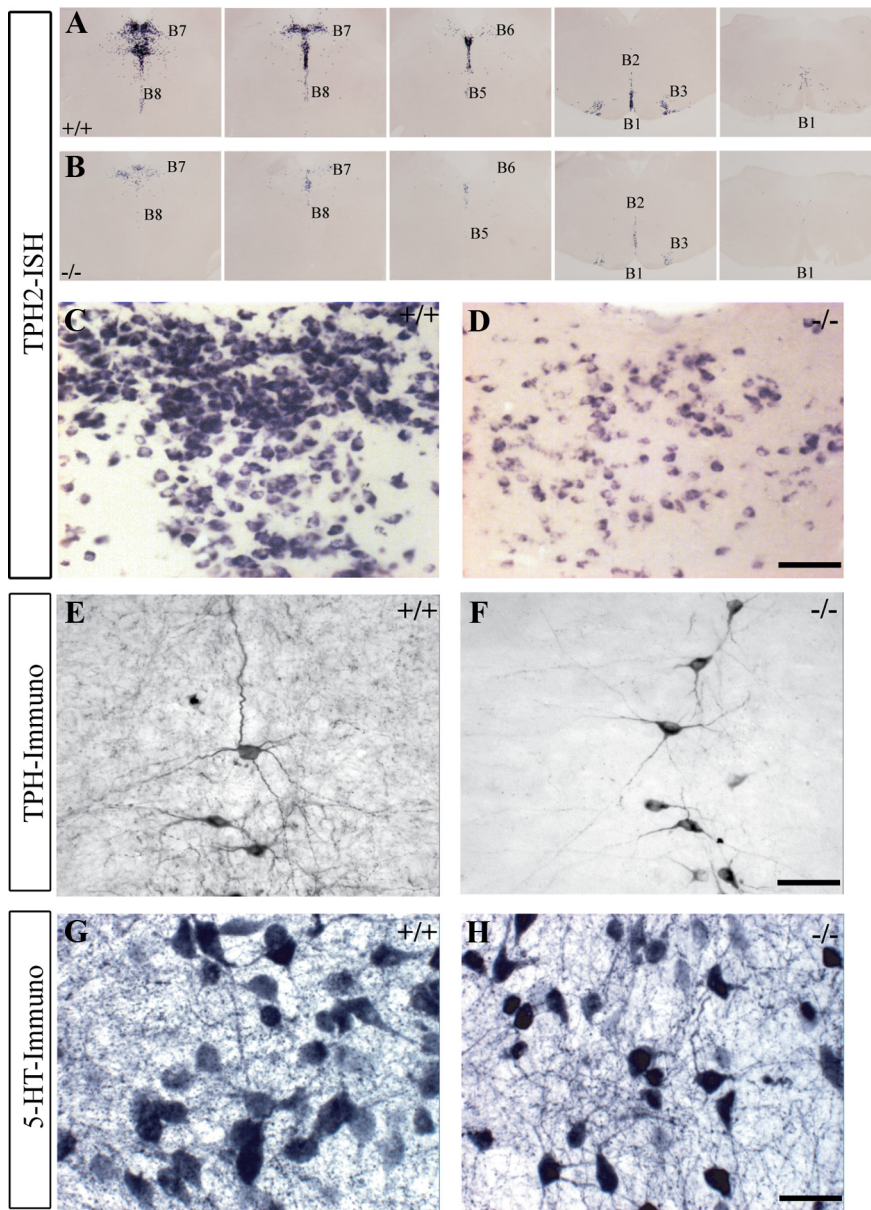 A
B7
B8
+/+
B7
B8
B6
B5
B2
B3
B1
B1
B
B7
B8
-/-
B7
B8
B6
B5
B2
B3
B1
B1
TPH2-ISH
C
+/+
D
-/-
TPH-Immuno
E
+/+
F
-/-
5-HT-Immuno
G
+/+
H
-/-